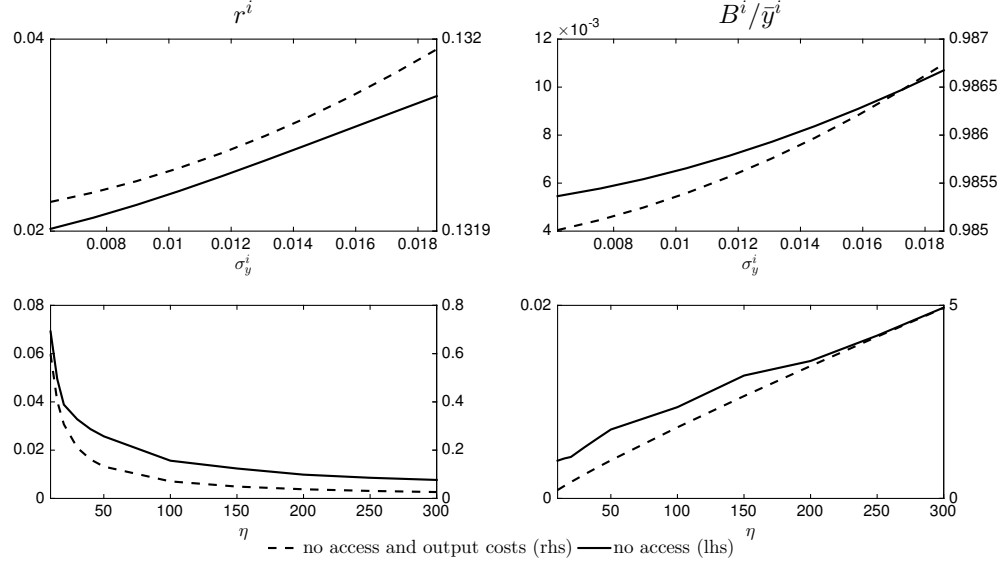 r^i B^i/ȳ^i
0.04 0.132 12 ×10^-3 0.987
10 0.9865
8 0.986
6 0.9855
0.02 0.1319 4 0.985
0.008 0.01 0.012 0.014 0.016 0.018 0.008 0.01 0.012 0.014 0.016 0.018
σ_y^i σ_y^i
0.08 0.8 0.02 5
0.06 0.6
0.04 0.4
0.02 0.2
0 0 0 0
50 100 150 200 250 300 50 100 150 200 250 300
η η
no access and output costs (rhs) no access (lhs)